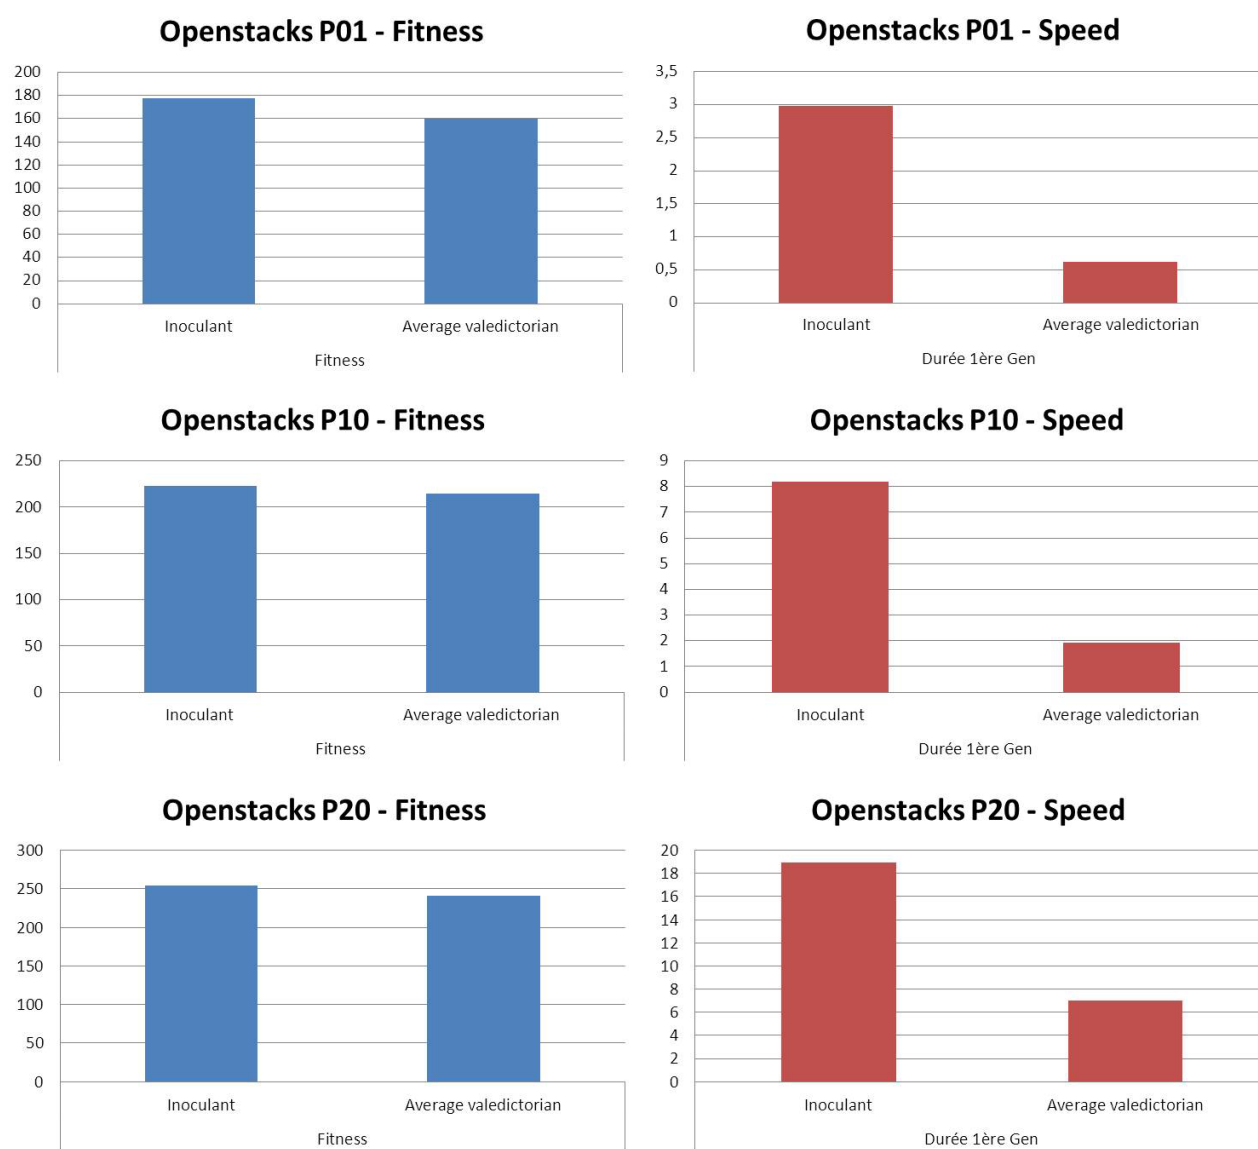 Openstacks P01 - Fitness
200
180
160
140
120
100
80
60
40
20
0
Inoculant Average valedictorian
Fitness
Openstacks P01 - Speed
3,5
3
2,5
2
1,5
1
0,5
0
Inoculant Average valedictorian
Durée 1ère Gen
Openstacks P10 - Fitness
250
200
150
100
50
0
Inoculant Average valedictorian
Fitness
Openstacks P10 - Speed
9
8
7
6
5
4
3
2
1
0
Inoculant Average valedictorian
Durée 1ère Gen
Openstacks P20 - Fitness
300
250
200
150
100
50
0
Inoculant Average valedictorian
Fitness
Openstacks P20 - Speed
20
18
16
14
12
10
8
6
4
2
0
Inoculant Average valedictorian
Durée 1ère Gen